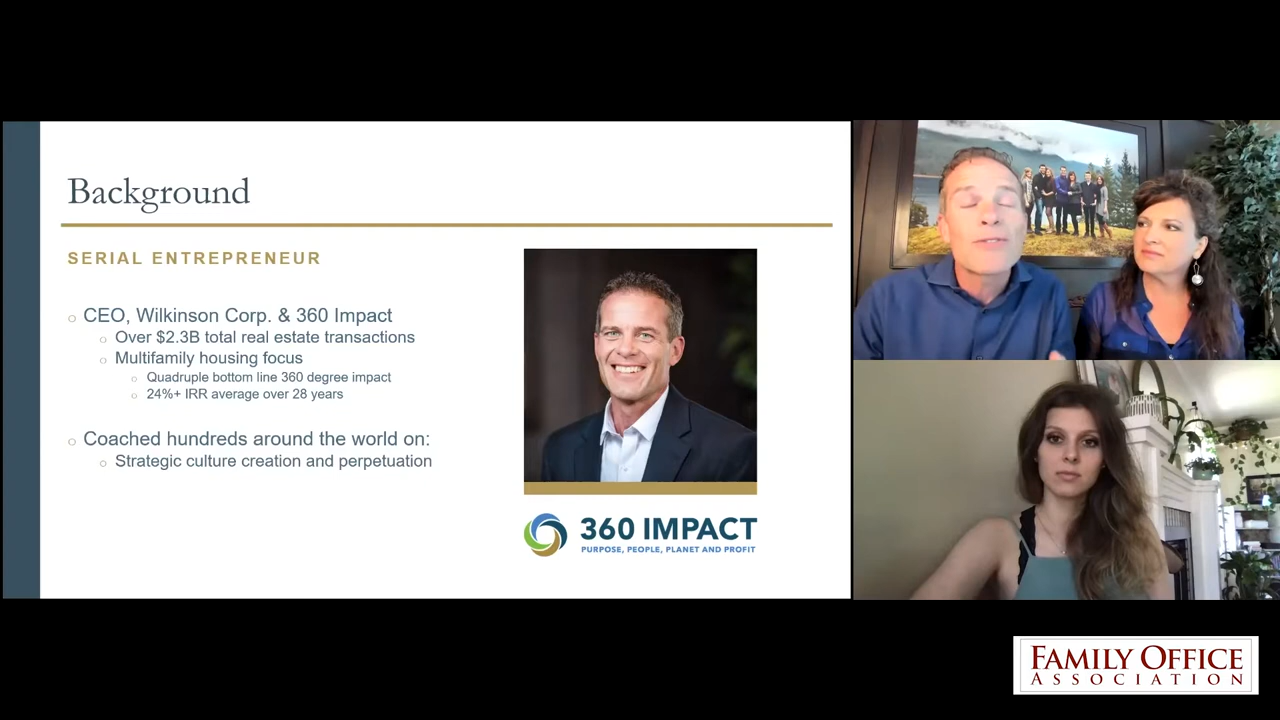 Background
SERIAL ENTREPRENEUR
CEO, Wilkinson Corp. & 360 Impact
Over $2.3B total real estate transactions
Multifamily housing focus
Quadruple bottom line 360 degree impact
24%+ IRR average over 28 years
Coached hundreds around the world on:
Strategic culture creation and perpetuation
360 IMPACT
PURPOSE, PEOPLE, PLANET AND PROFIT
FAMILY OFFICE
ASSOCIATION